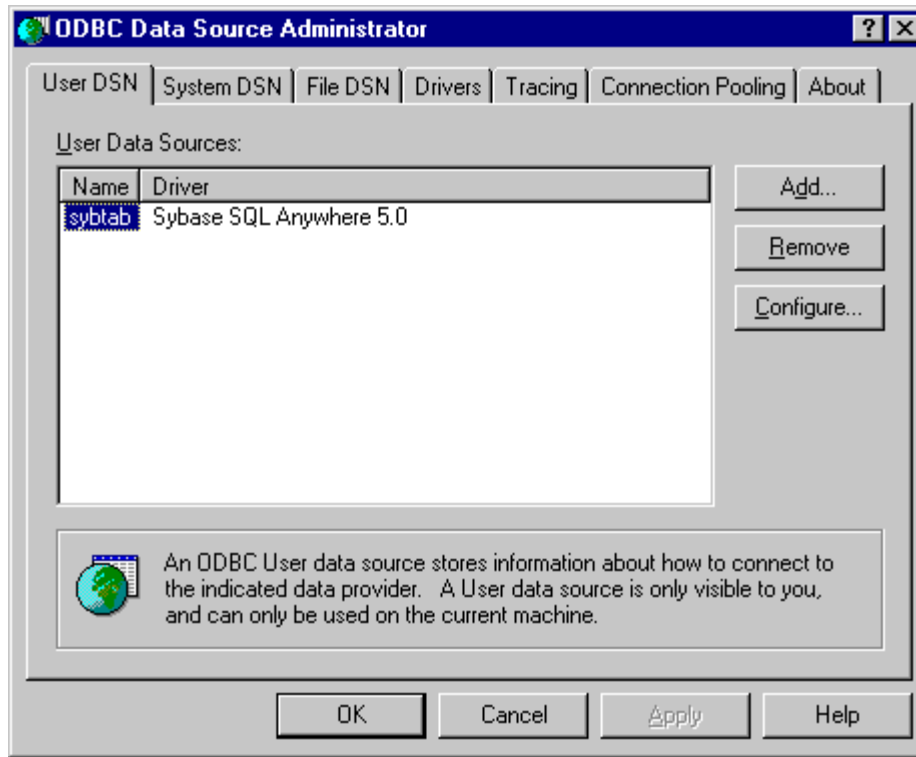 ODBC Data Source Administrator
User DSN System DSN File DSN Drivers Tracing Connection Pooling About
User Data Sources:
Name Driver
sybtab Sybase SQL Anywhere 5.0
Add...
Remove
Configure...
An ODBC User data source stores information about how to connect to
the indicated data provider. A User data source is only visible to you,
and can only be used on the current machine.
OK Cancel Apply Help